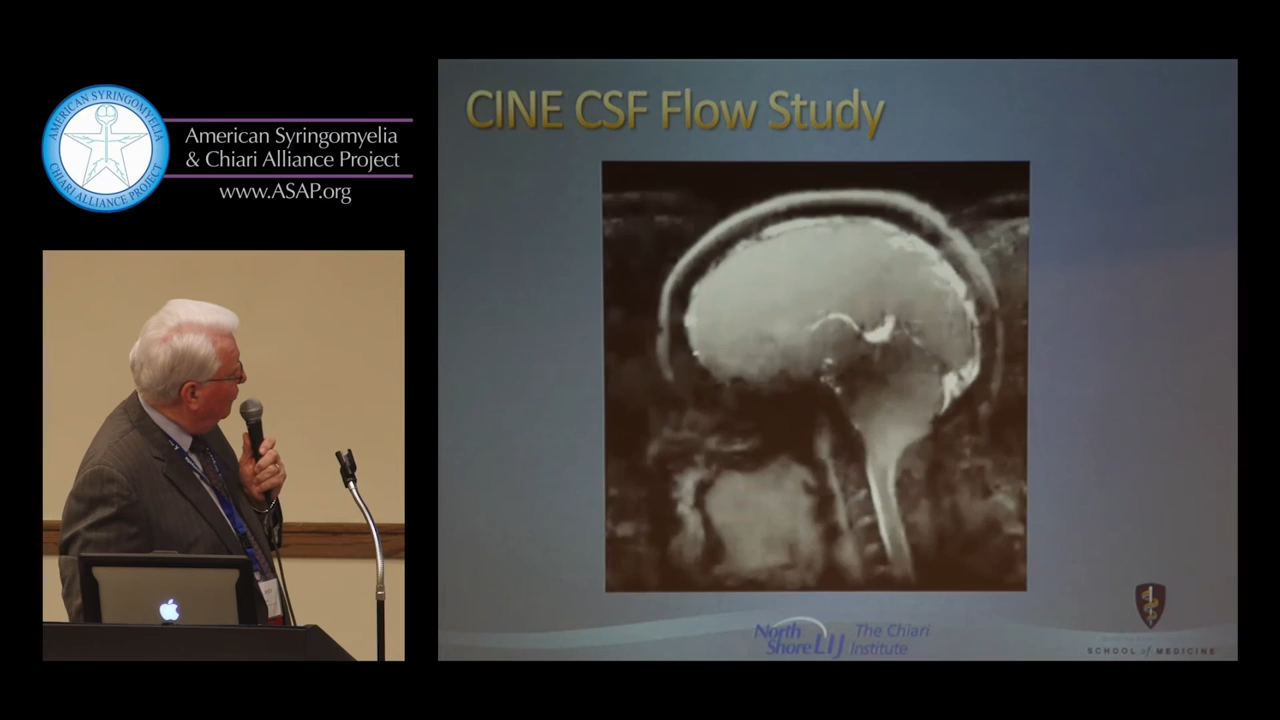 AMERICAN SYRINGOMYELIA
CHIARI ALLIANCE PROJECT
American Syringomyelia
& Chiari Alliance Project
www.ASAP.org
CINE CSF Flow Study
North
Shore LIJ
The Chiari
Institute
SCHOOL of MEDICINE